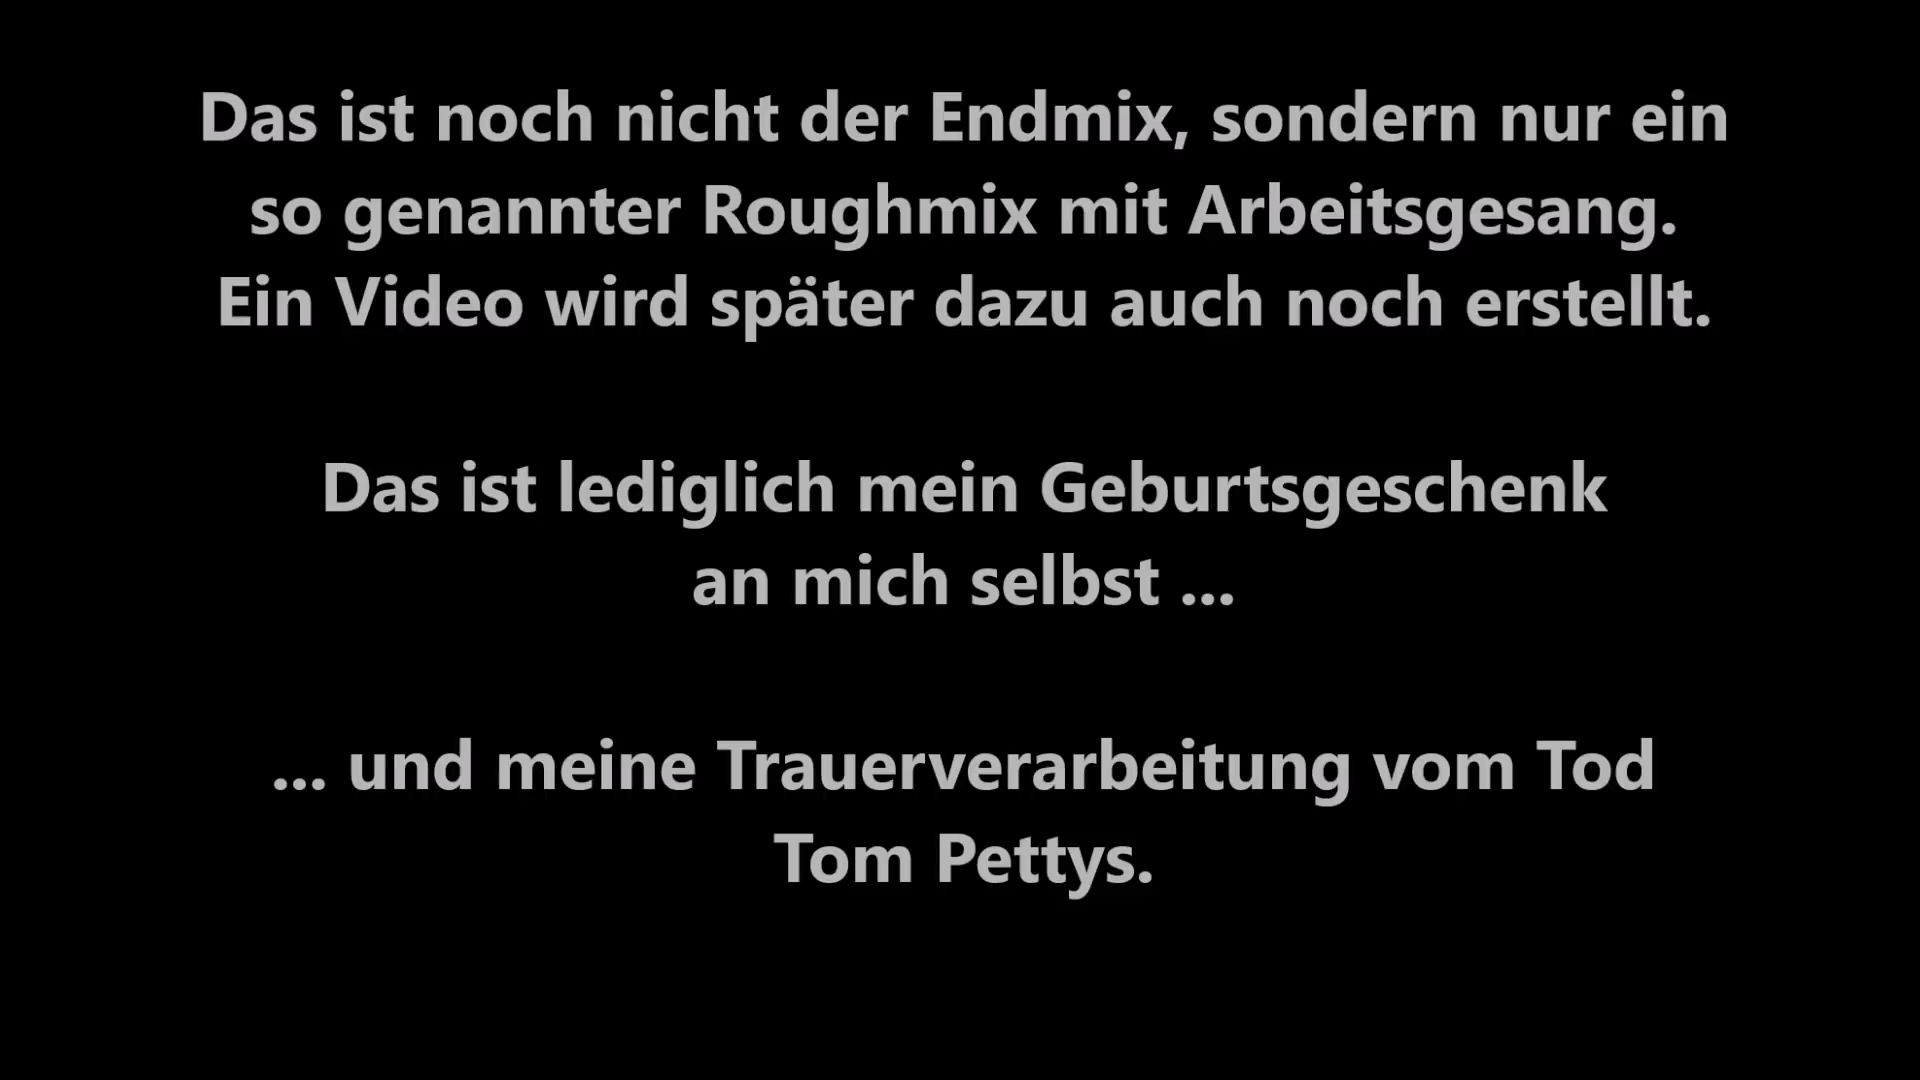 Das ist noch nicht der Endmix, sondern nur ein
so genannter Roughmix mit Arbeitsgesang.
Ein Video wird später dazu auch noch erstellt.
Das ist lediglich mein Geburtsgeschenk
an mich selbst ...
... und meine Trauerverarbeitung vom Tod
Tom Pettys.